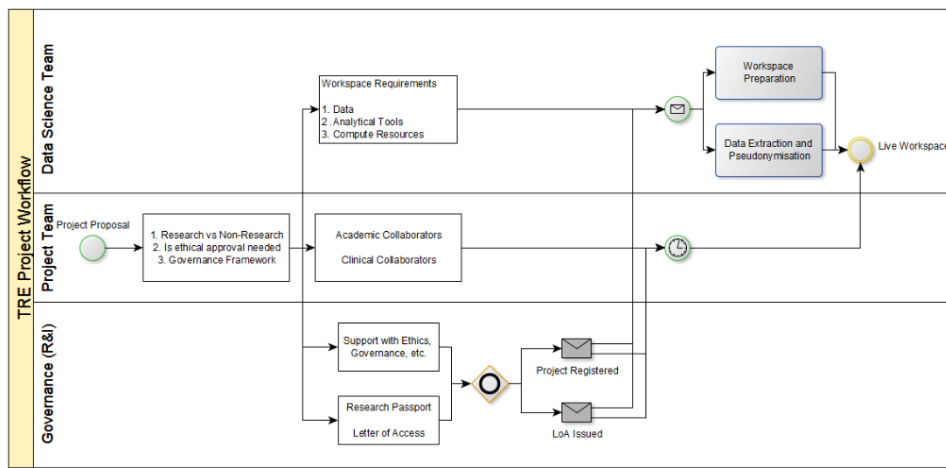 TRE Project Workflow
Data Science Team
Workspace Requirements
1. Data
2. Analytical Tools
3. Compute Resources
Workspace
Preparation
Data Extraction and
Pseudonymisation
Live Workspace
Project Team
Project Proposal
1. Research vs Non-Research
2. Is ethical approval needed
3. Governance Framework
Academic Collaborators
Clinical Collaborators
Governance (R&I)
Support with Ethics,
Governance, etc.
Research Passport
Letter of Access
Project Registered
LoA Issued